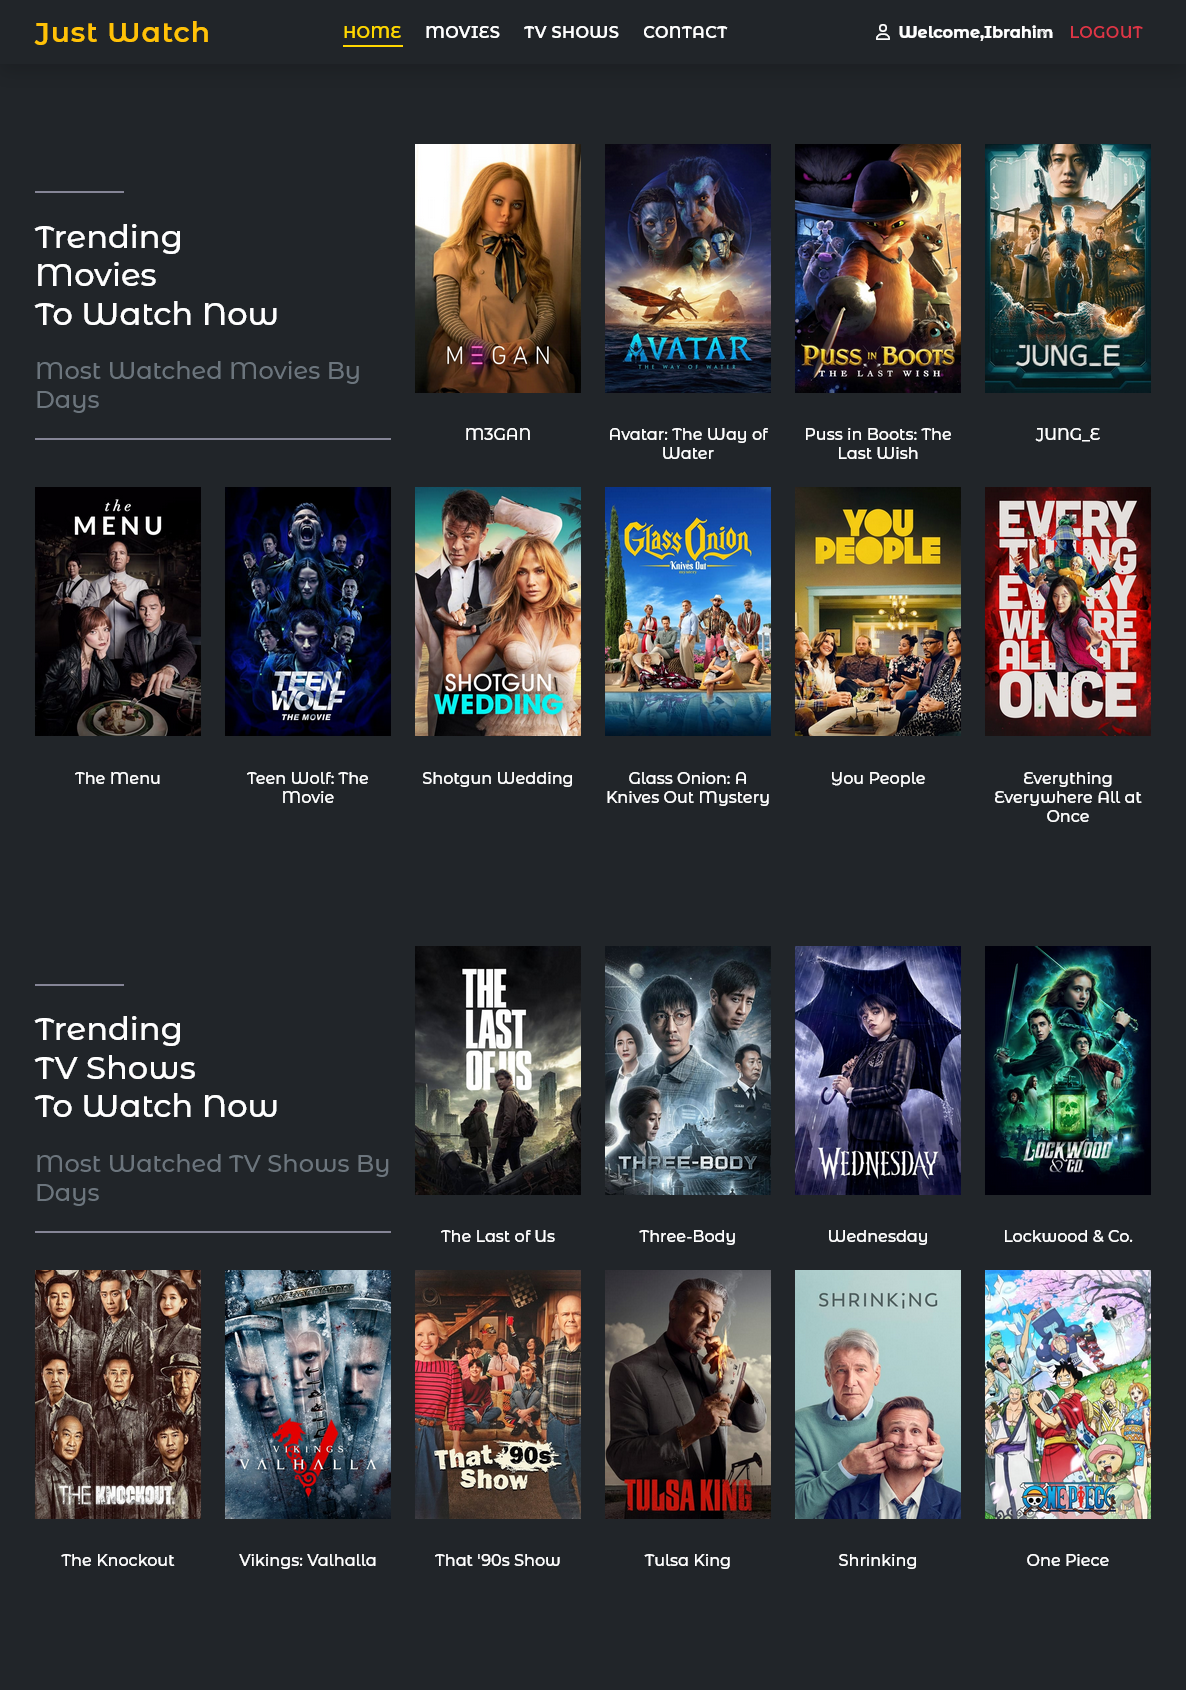 Just Watch
HOME MOVIES TV SHOWS CONTACT
Welcome,Ibrahim LOGOUT
Trending
Movies
To Watch Now
Most Watched Movies By
Days
M Ǝ G A N
M3GAN
AVATAR
THE WAY OF WATER
Avatar: The Way of
Water
PUSS IN BOOTS
THE LAST WISH
Puss in Boots: The
Last Wish
JUNG_E
JUNG_E
the
MENU
The Menu
TEEN
WOLF
THE MOVIE
Teen Wolf: The
Movie
SHOTGUN
WEDDING
Shotgun Wedding
Glass Onion
Knives Out
Glass Onion: A
Knives Out Mystery
YOU
PEOPLE
You People
EVERY
THING
EVERY
WHERE
ALL AT
ONCE
Everything
Everywhere All at
Once
Trending
TV Shows
To Watch Now
Most Watched TV Shows By
Days
THE
LAST
OF US
The Last of Us
THREE-BODY
Three-Body
WEDNESDAY
Wednesday
LOCKWOOD
& CO.
Lockwood & Co.
THE KNOCKOUT
The Knockout
VIKINGS
VALHALLA
Vikings: Valhalla
That '90s
Show
That '90s Show
TULSA KING
Tulsa King
SHRINK¡NG
Shrinking
ONE PIECE
One Piece